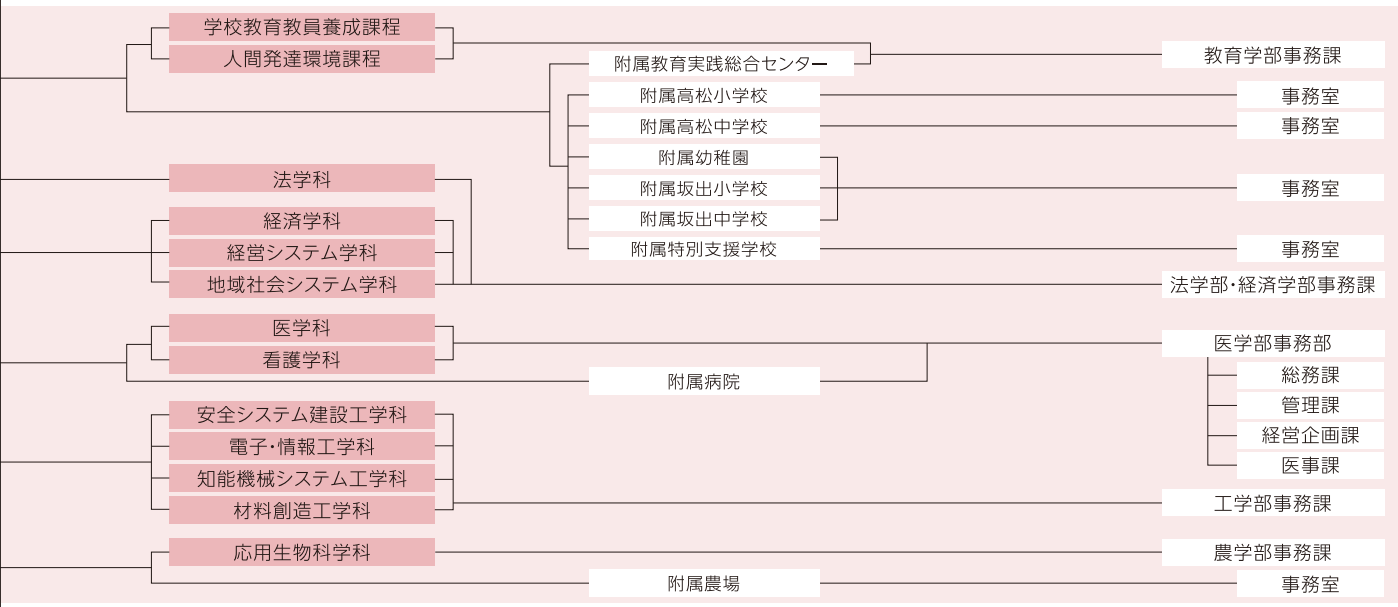 学校教育教員養成課程
人間発達環境課程
附属教育実践総合センター
教育学部事務課
附属高松小学校
事務室
附属高松中学校
事務室
附属幼稚園
附属坂出小学校
事務室
附属坂出中学校
附属特別支援学校
事務室
法学科
経済学科
経営システム学科
地域社会システム学科
法学部・経済学部事務課
医学科
看護学科
医学部事務部
附属病院
総務課
管理課
経営企画課
医事課
安全システム建設工学科
電子・情報工学科
知能機械システム工学科
材料創造工学科
工学部事務課
応用生物科学科
農学部事務課
附属農場
事務室